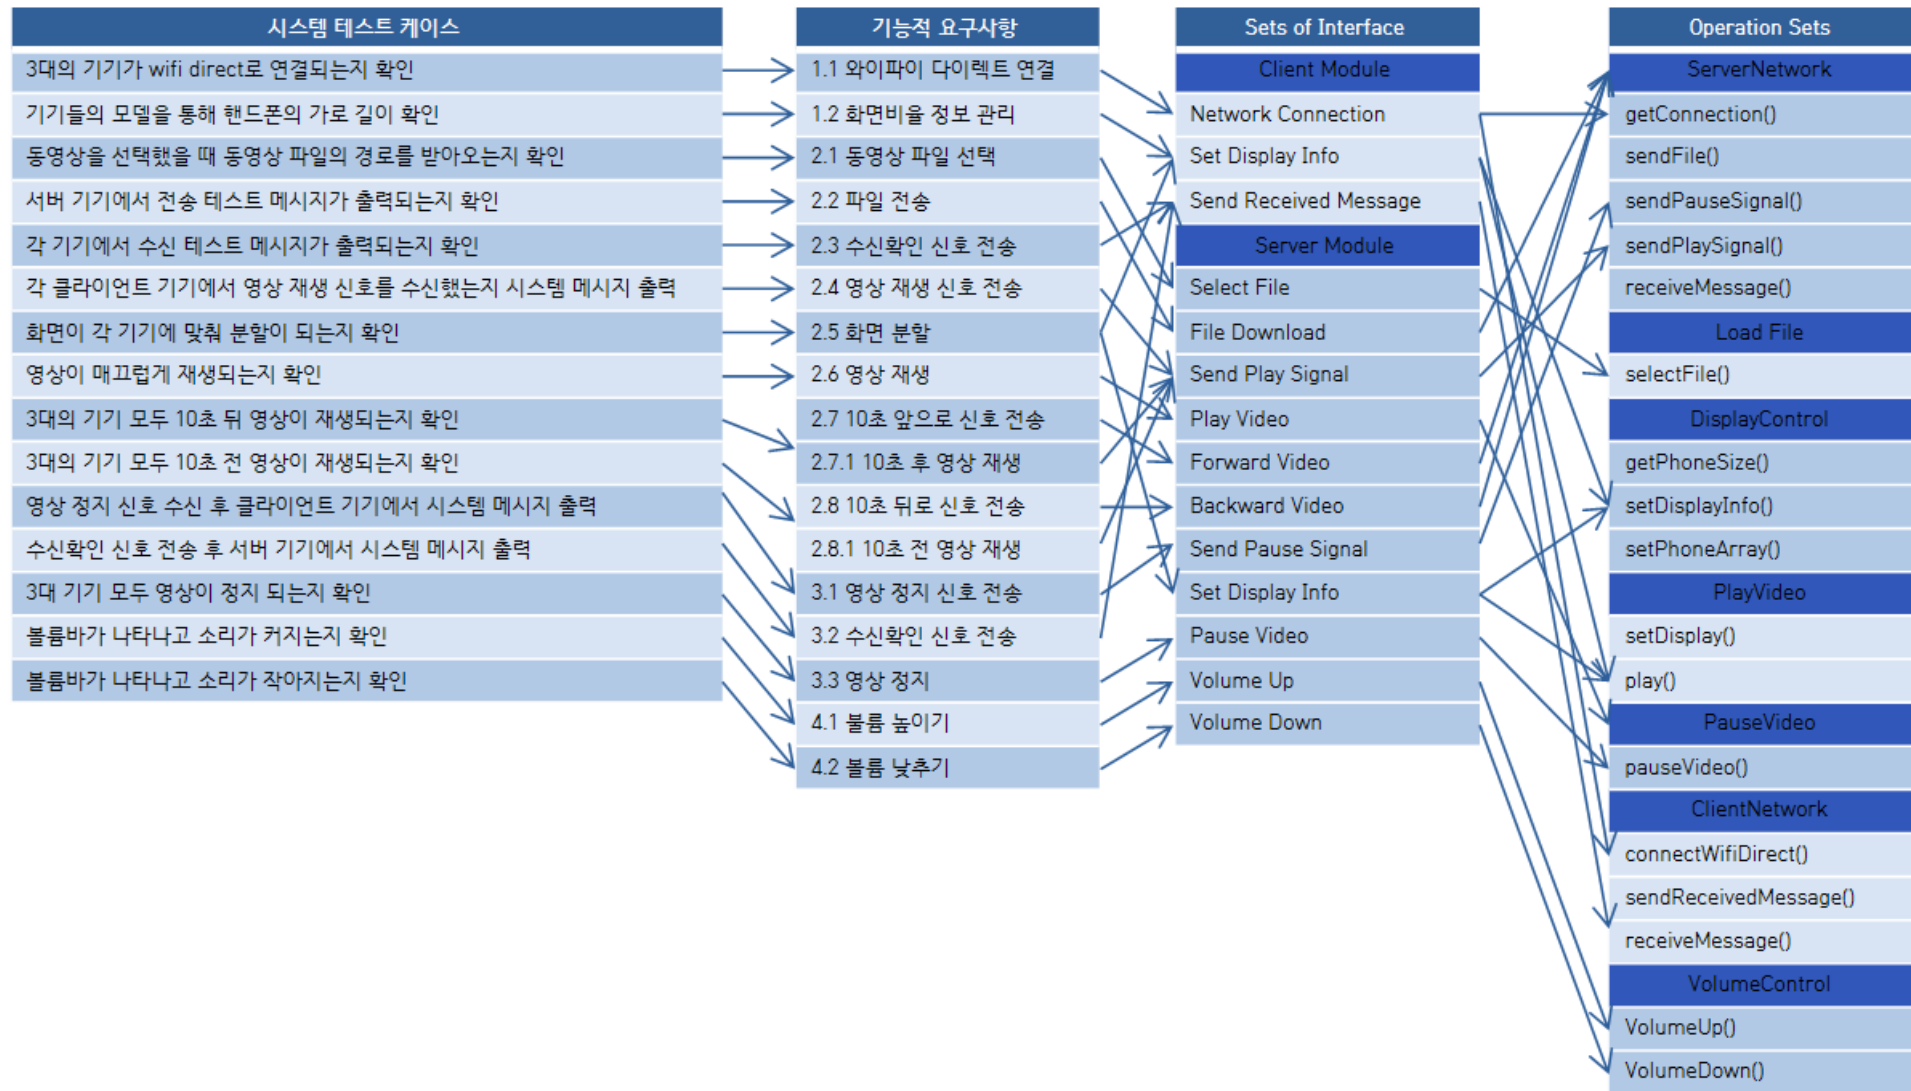 시스템 테스트 케이스
3대의 기기가 wifi direct로 연결되는지 확인
기기들의 모델을 통해 핸드폰의 가로 길이 확인
동영상을 선택했을 때 동영상 파일의 경로를 받아오는지 확인
서버 기기에서 전송 테스트 메시지가 출력되는지 확인
각 기기에서 수신 테스트 메시지가 출력되는지 확인
각 클라이언트 기기에서 영상 재생 신호를 수신했는지 시스템 메시지 출력
화면이 각 기기에 맞춰 분할이 되는지 확인
영상이 매끄럽게 재생되는지 확인
3대의 기기 모두 10초 뒤 영상이 재생되는지 확인
3대의 기기 모두 10초 전 영상이 재생되는지 확인
영상 정지 신호 수신 후 클라이언트 기기에서 시스템 메시지 출력
수신확인 신호 전송 후 서버 기기에서 시스템 메시지 출력
3대 기기 모두 영상이 정지 되는지 확인
볼륨바가 나타나고 소리가 커지는지 확인
볼륨바가 나타나고 소리가 작아지는지 확인
기능적 요구사항
1.1 와이파이 다이렉트 연결
1.2 화면비율 정보 관리
2.1 동영상 파일 선택
2.2 파일 전송
2.3 수신확인 신호 전송
2.4 영상 재생 신호 전송
2.5 화면 분할
2.6 영상 재생
2.7 10초 앞으로 신호 전송
2.7.1 10초 후 영상 재생
2.8 10초 뒤로 신호 전송
2.8.1 10초 전 영상 재생
3.1 영상 정지 신호 전송
3.2 수신확인 신호 전송
3.3 영상 정지
4.1 볼륨 높이기
4.2 볼륨 낮추기
Sets of Interface
Client Module
Network Connection
Set Display Info
Send Received Message
Server Module
Select File
File Download
Send Play Signal
Play Video
Forward Video
Backward Video
Send Pause Signal
Set Display Info
Pause Video
Volume Up
Volume Down
Operation Sets
ServerNetwork
getConnection()
sendFile()
sendPauseSignal()
sendPlaySignal()
receiveMessage()
Load File
selectFile()
DisplayControl
getPhoneSize()
setDisplayInfo()
setPhoneArray()
PlayVideo
setDisplay()
play()
PauseVideo
pauseVideo()
ClientNetwork
connectWifiDirect()
sendReceivedMessage()
receiveMessage()
VolumeControl
VolumeUp()
VolumeDown()